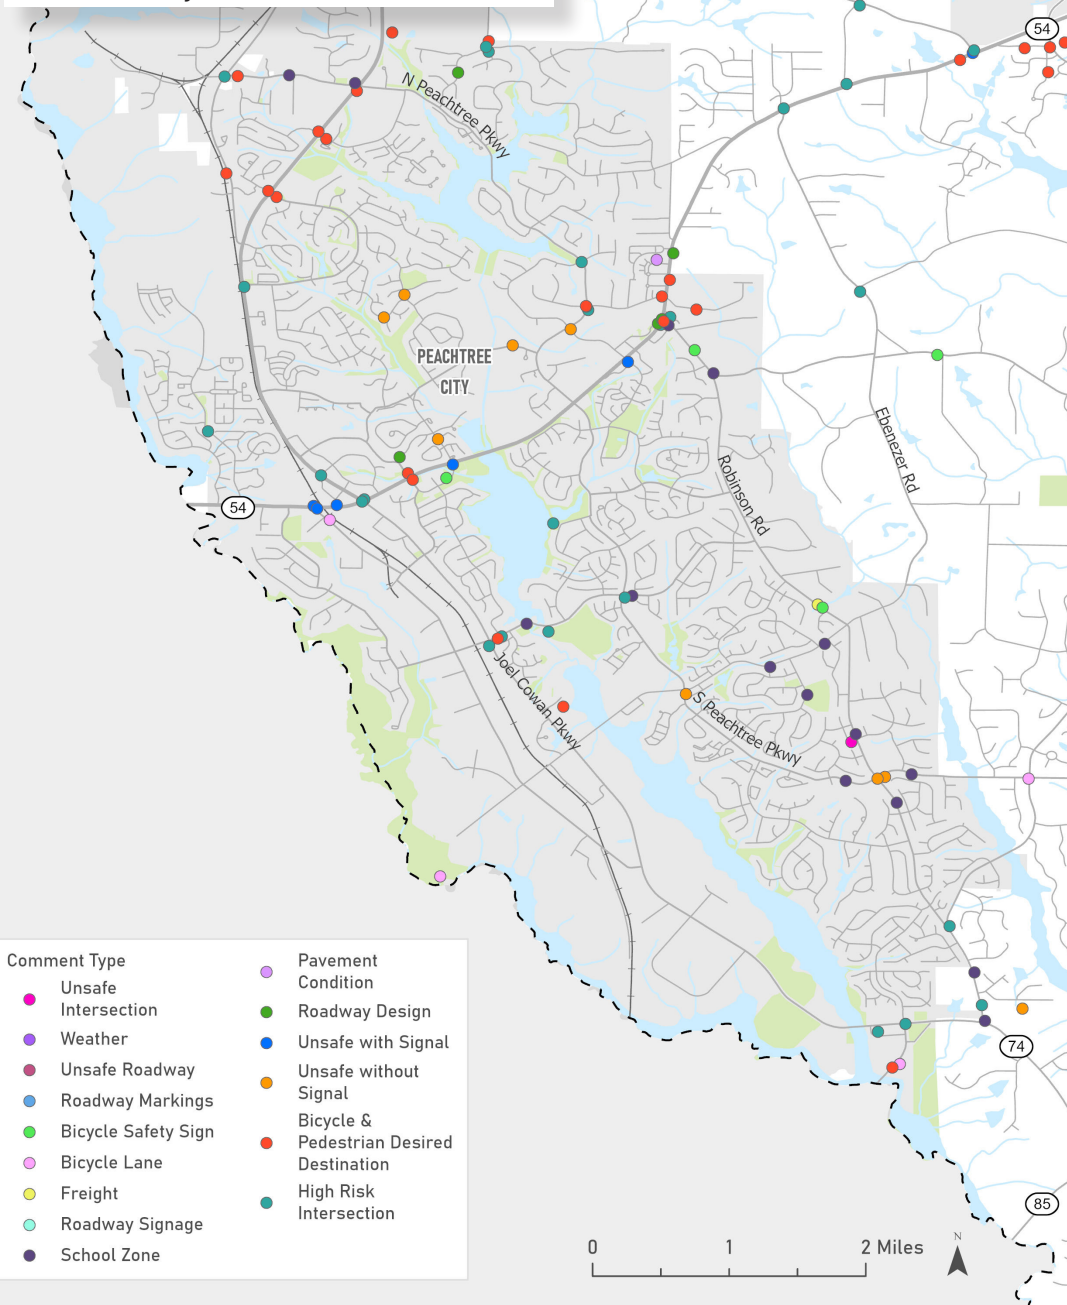 54
N Peachtree Pkwy
PEACHTREE
CITY
Ebenezer Rd
Robinson Rd
54
Joel Cowan Pkwy
S Peachtree Pkwy
Comment Type
Unsafe
Intersection
Weather
Unsafe Roadway
Roadway Markings
Bicycle Safety Sign
Bicycle Lane
Freight
Roadway Signage
School Zone
Pavement
Condition
Roadway Design
Unsafe with Signal
Unsafe without
Signal
Bicycle &
Pedestrian Desired
Destination
High Risk
Intersection
74
85
0 1 2 Miles
N